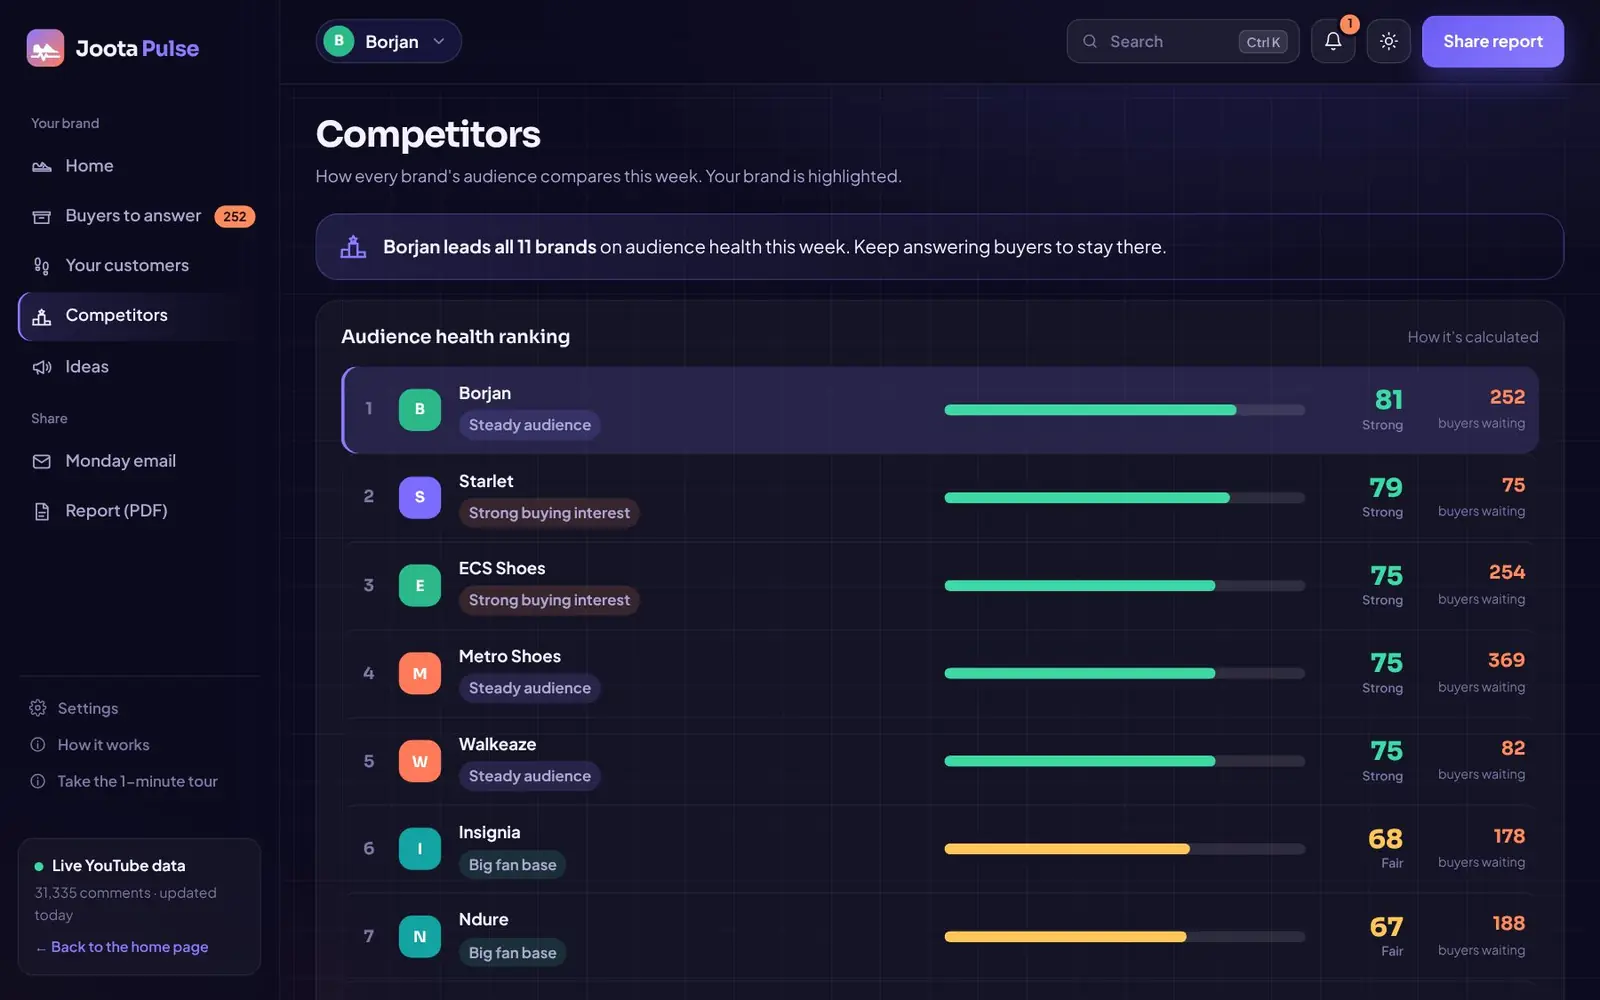 Joota Pulse
B Borjan
Search Ctrl K
1
Share report
Your brand
Home
Buyers to answer 252
Your customers
Competitors
Ideas
Share
Monday email
Report (PDF)
Settings
How it works
Take the 1-minute tour
Live YouTube data
31,335 comments · updated
today
← Back to the home page
Competitors
How every brand's audience compares this week. Your brand is highlighted.
Borjan leads all 11 brands on audience health this week. Keep answering buyers to stay there.
Audience health ranking
How it's calculated
1 B Borjan 81 252
Steady audience Strong buyers waiting
2 S Starlet 79 75
Strong buying interest Strong buyers waiting
3 E ECS Shoes 75 254
Strong buying interest Strong buyers waiting
4 M Metro Shoes 75 369
Steady audience Strong buyers waiting
5 W Walkeaze 75 82
Steady audience Strong buyers waiting
6 I Insignia 68 178
Big fan base Fair buyers waiting
7 N Ndure 67 188
Big fan base Fair buyers waiting